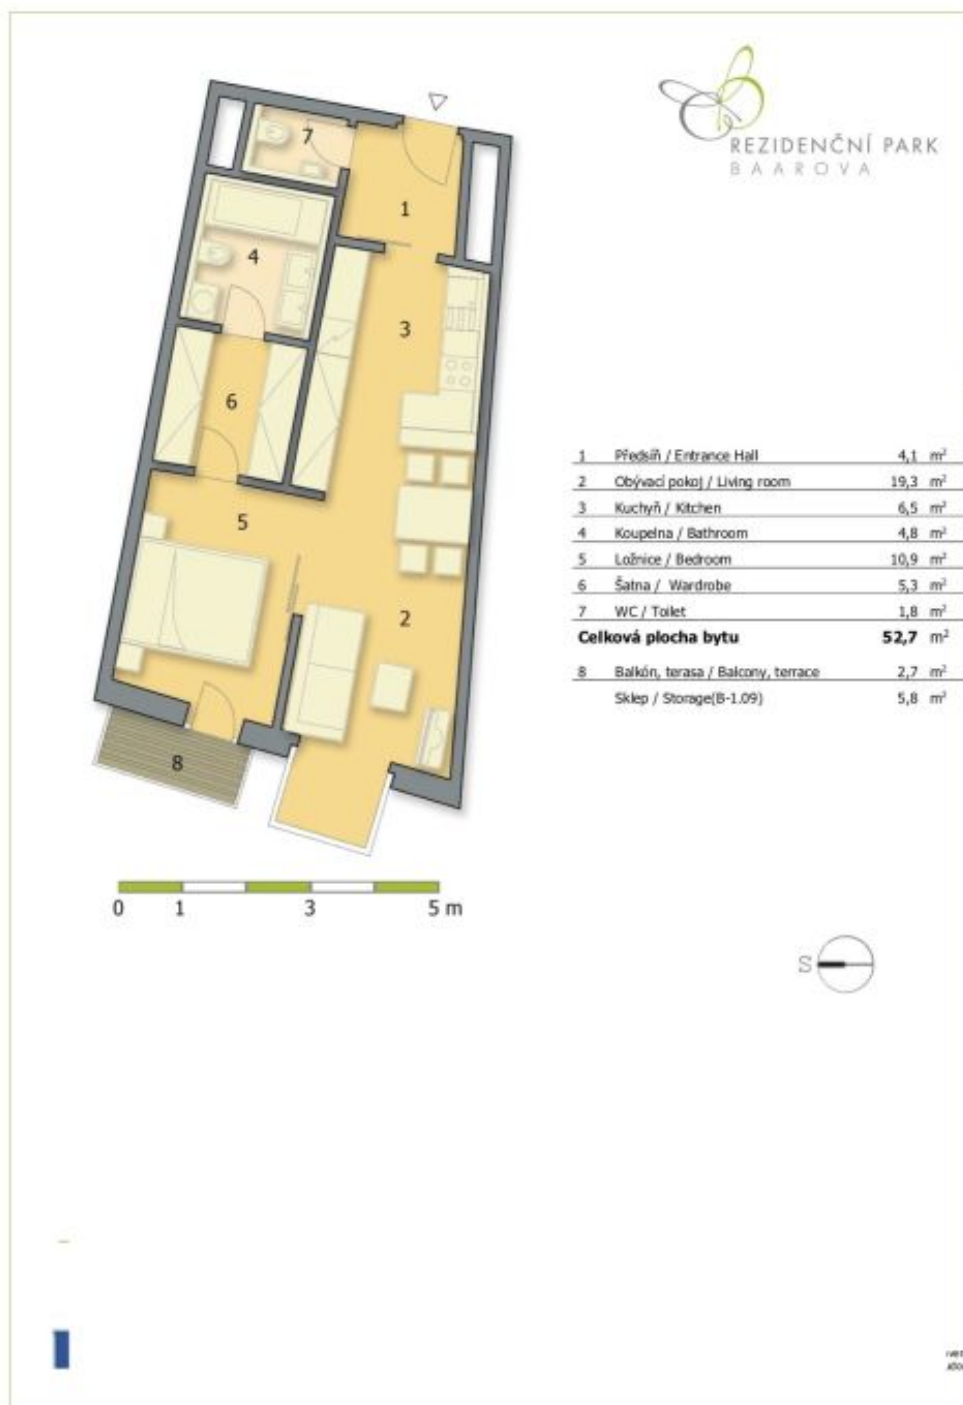 REZIDENČNÍ PARK
BAAROVA
7
1
4
3
6
5
2
8
1 Předsíň / Entrance Hall 4,1 m²
2 Obývací pokoj / Living room 19,3 m²
3 Kuchyň / Kitchen 6,5 m²
4 Koupelna / Bathroom 4,8 m²
5 Ložnice / Bedroom 10,9 m²
6 Šatna / Wardrobe 5,3 m²
7 WC / Toilet 1,8 m²
Celková plocha bytu 52,7 m²
8 Balkón, terasa / Balcony, terrace 2,7 m²
Sklep / Storage(B-1.09) 5,8 m²
0 1 3 5 m
S